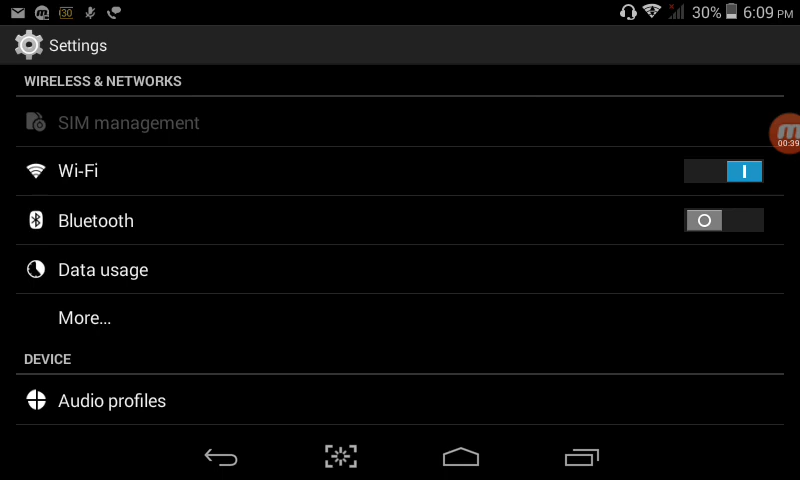 30 30% 6:09 PM
Settings
WIRELESS & NETWORKS
SIM management
00:39
Wi-Fi
Bluetooth
Data usage
More...
DEVICE
Audio profiles